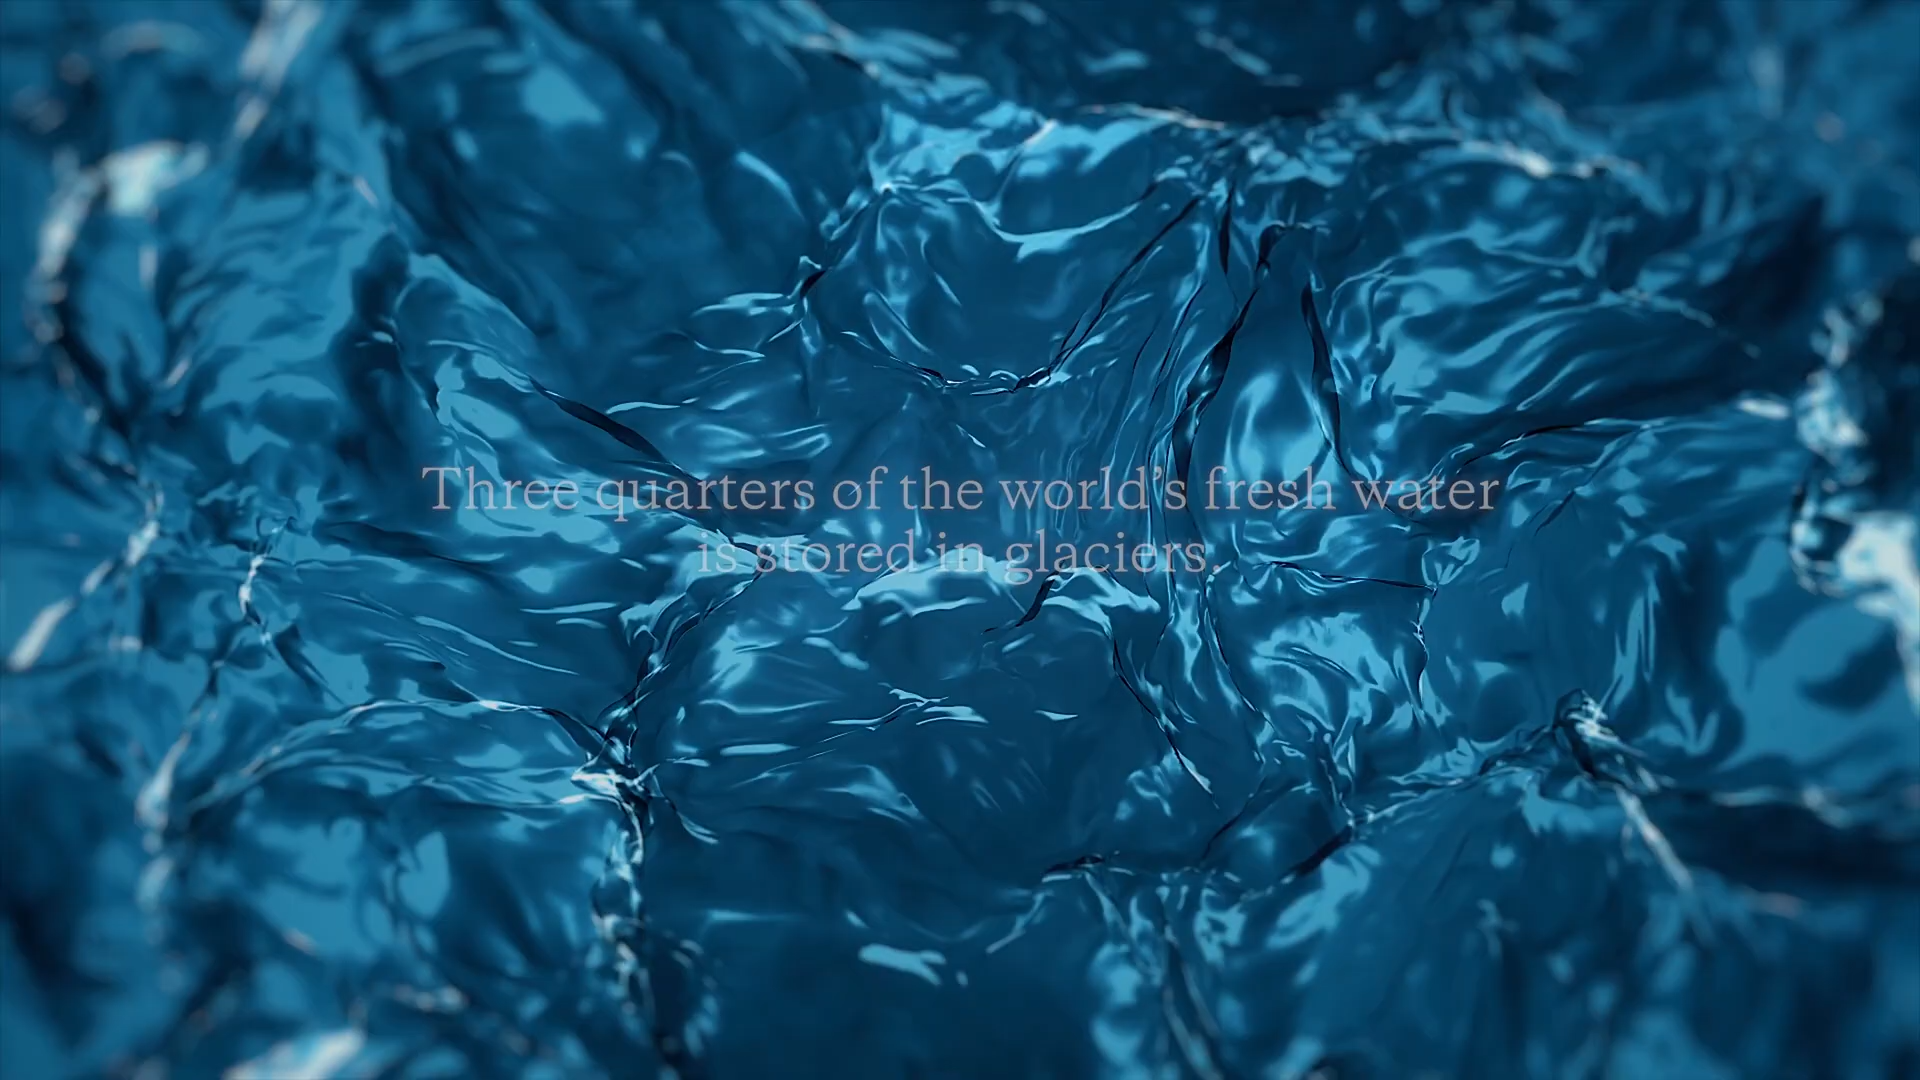 Three quarters of the world’s fresh water
is stored in glaciers.